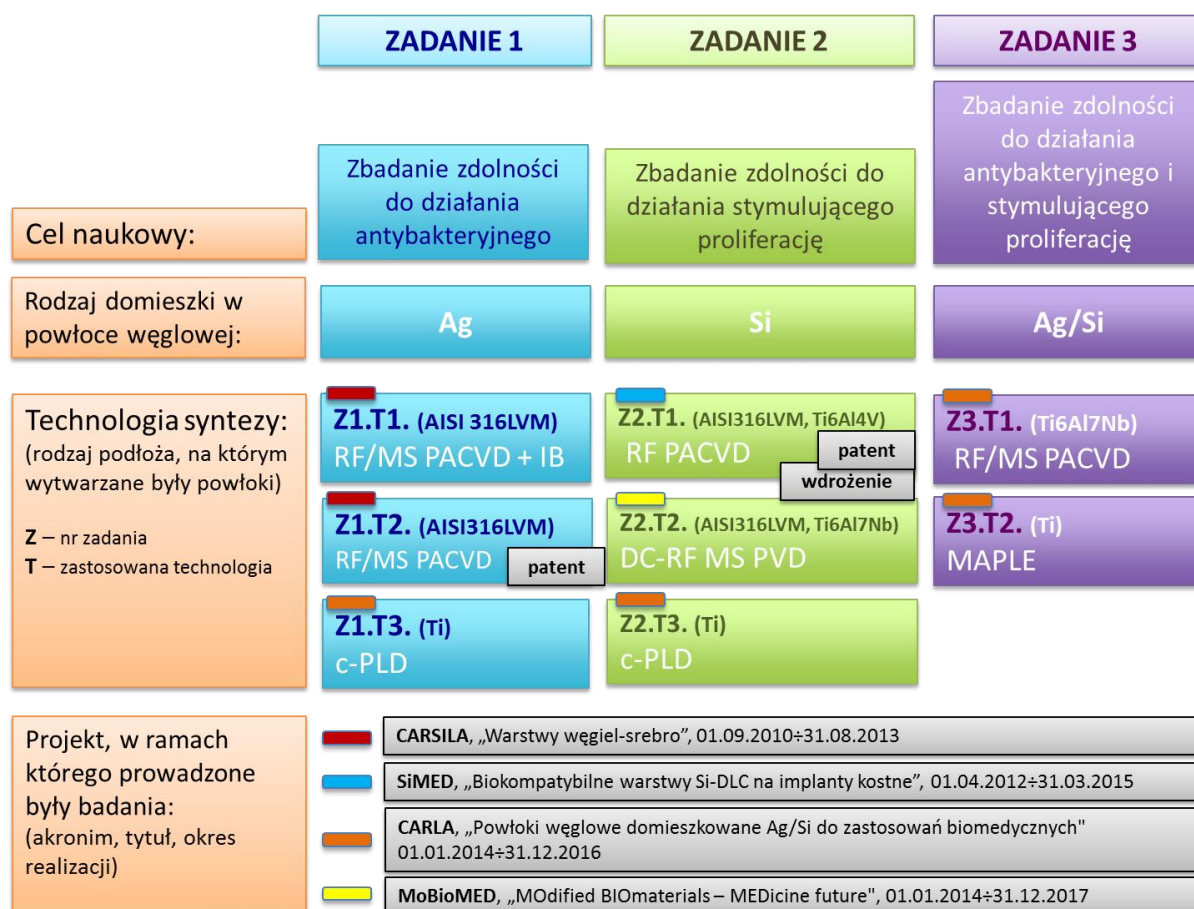 ZADANIE 1
ZADANIE 2
ZADANIE 3
Cel naukowy:
Zbadanie zdolności
do działania
antybakteryjnego
Zbadanie zdolności do
działania stymulującego
proliferację
Zbadanie zdolności
do działania
antybakteryjnego i
stymulującego
proliferację
Rodzaj domieszki w
powłoce węglowej:
Ag
Si
Ag/Si
Technologia syntezy:
(rodzaj podłoża, na którym
wytwarzane były powłoki)
Z – nr zadania
T – zastosowana technologia
Z1.T1. (AISI 316LVM)
RF/MS PACVD + IB
Z2.T1. (AISI316LVM, Ti6Al4V)
RF PACVD
patent
wdrożenie
Z3.T1. (Ti6Al7Nb)
RF/MS PACVD
Z1.T2. (AISI316LVM)
RF/MS PACVD
patent
Z2.T2. (AISI316LVM, Ti6Al7Nb)
DC-RF MS PVD
Z3.T2. (Ti)
MAPLE
Z1.T3. (Ti)
c-PLD
Z2.T3. (Ti)
c-PLD
Projekt, w ramach
którego prowadzone
były badania:
(akronim, tytuł, okres
realizacji)
CARSILA, „Warstwy węgiel-srebro”, 01.09.2010÷31.08.2013
SiMED, „Biokompatybilne warstwy Si-DLC na implanty kostne”, 01.04.2012÷31.03.2015
CARLA, „Powłoki węglowe domieszkowane Ag/Si do zastosowań biomedycznych"
01.01.2014÷31.12.2016
MoBioMED, „MOdified BIOmaterials – MEDicine future", 01.01.2014÷31.12.2017